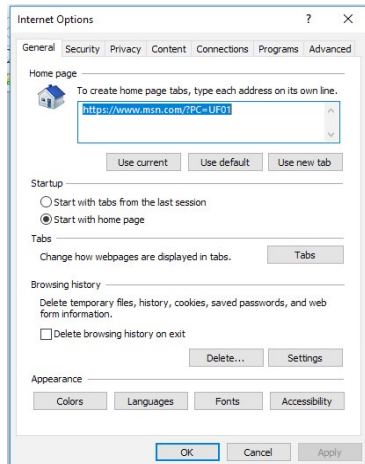 Internet Options ? ×
General Security Privacy Content Connections Programs Advanced
Home page
To create home page tabs, type each address on its own line.
https://www.msn.com/?PC=UF01
Use current Use default Use new tab
Startup
Start with tabs from the last session
Start with home page
Tabs
Change how webpages are displayed in tabs. Tabs
Browsing history
Delete temporary files, history, cookies, saved passwords, and web
form information.
Delete browsing history on exit
Delete... Settings
Appearance
Colors Languages Fonts Accessibility
OK Cancel Apply